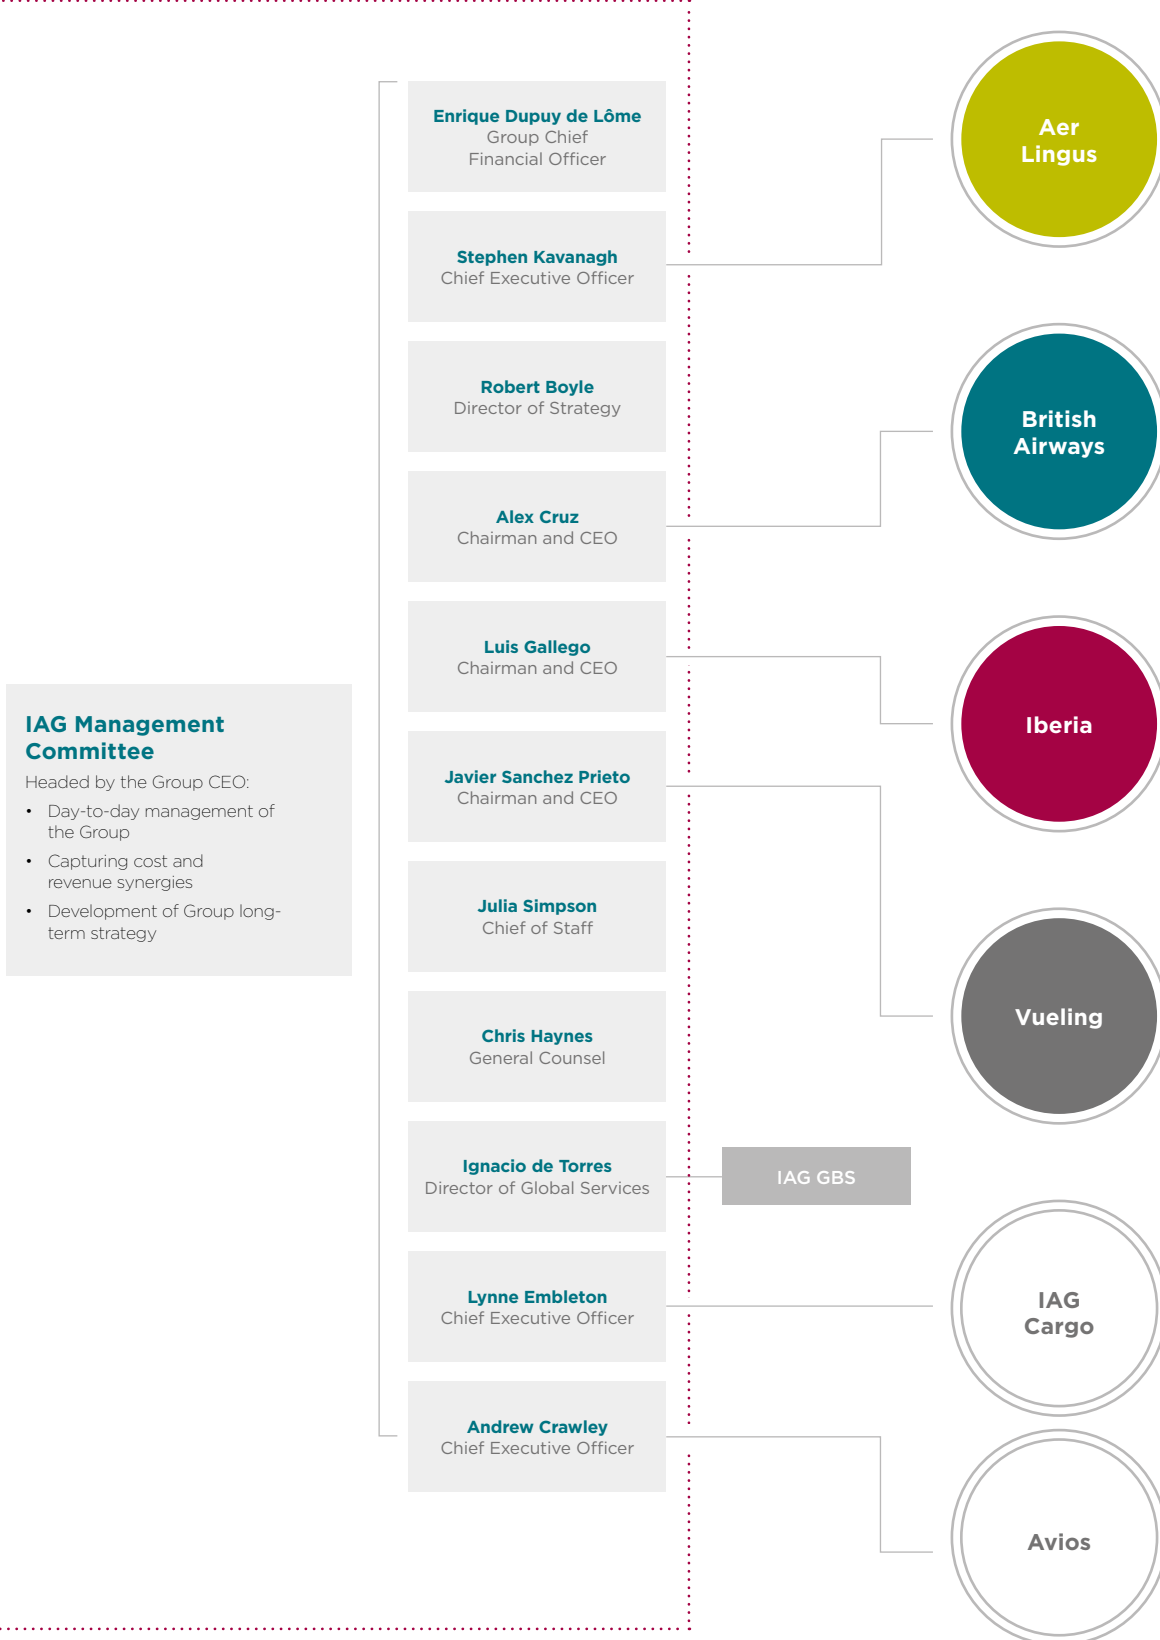 IAG Management
Committee
Headed by the Group CEO:
• Day-to-day management of
the Group
• Capturing cost and
revenue synergies
• Development of Group long-
term strategy
Enrique Dupuy de Lôme
Group Chief
Financial Officer
Stephen Kavanagh
Chief Executive Officer
Robert Boyle
Director of Strategy
Alex Cruz
Chairman and CEO
Luis Gallego
Chairman and CEO
Javier Sanchez Prieto
Chairman and CEO
Julia Simpson
Chief of Staff
Chris Haynes
General Counsel
Ignacio de Torres
Director of Global Services
Lynne Embleton
Chief Executive Officer
Andrew Crawley
Chief Executive Officer
IAG GBS
Aer
Lingus
British
Airways
Iberia
Vueling
IAG
Cargo
Avios